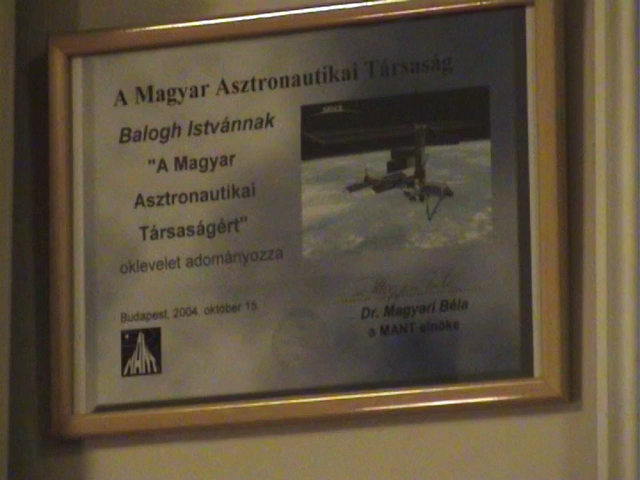 A Magyar Asztronautikai Társaság
Balogh Istvánnak
"A Magyar
Asztronautikai
Társaságért"
oklevelet adományozza
Budapest, 2004. október 15.
Dr. Magyari Béla
a MANT elnöke
MANT